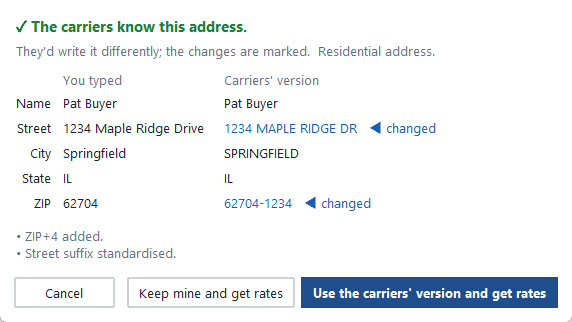 ✓ The carriers know this address.
They'd write it differently; the changes are marked. Residential address.
You typed Carriers' version
Name Pat Buyer Pat Buyer
Street 1234 Maple Ridge Drive 1234 MAPLE RIDGE DR ◀ changed
City Springfield SPRINGFIELD
State IL IL
ZIP 62704 62704-1234 ◀ changed
• ZIP+4 added.
• Street suffix standardised.
Cancel Keep mine and get rates Use the carriers' version and get rates